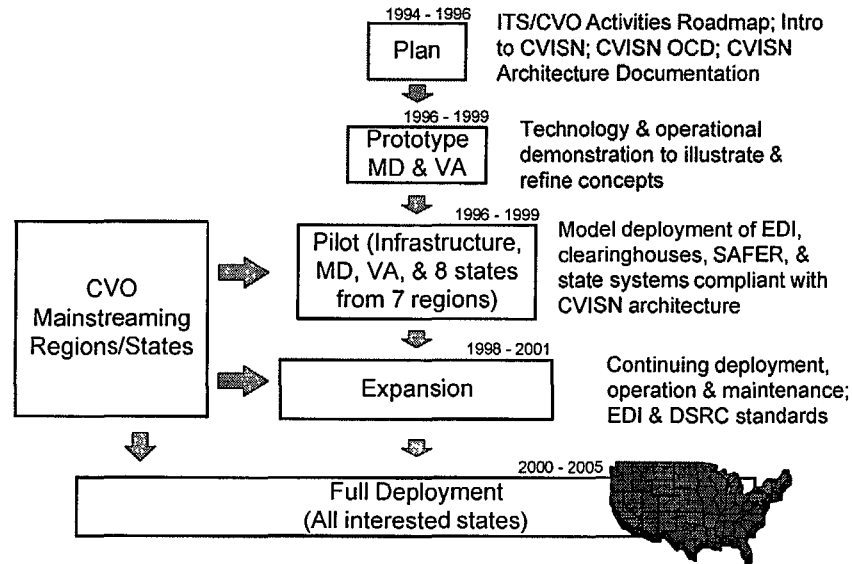 1994 - 1996
Plan
ITS/CVO Activities Roadmap; Intro
to CVISN; CVISN OCD; CVISN
Architecture Documentation
1996 - 1999
Prototype
MD & VA
Technology & operational
demonstration to illustrate &
refine concepts
1996 - 1999
Pilot (Infrastructure,
MD, VA, & 8 states
from 7 regions)
Model deployment of EDI,
clearinghouses, SAFER, &
state systems compliant with
CVISN architecture
CVO
Mainstreaming
Regions/States
1998 - 2001
Expansion
Continuing deployment,
operation & maintenance;
EDI & DSRC standards
2000 - 2005
Full Deployment
(All interested states)